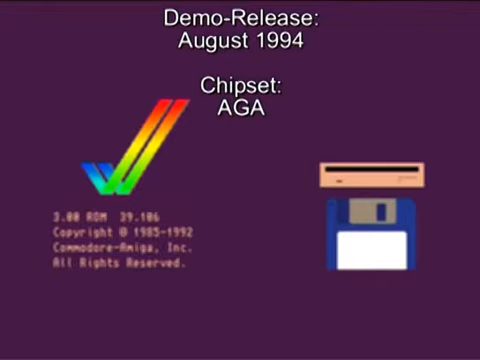 Demo-Release:
August 1994
Chipset:
AGA
3.00 ROM 39.106
Copyright © 1985-1992
Commodore-Amiga, Inc.
All Rights Reserved.